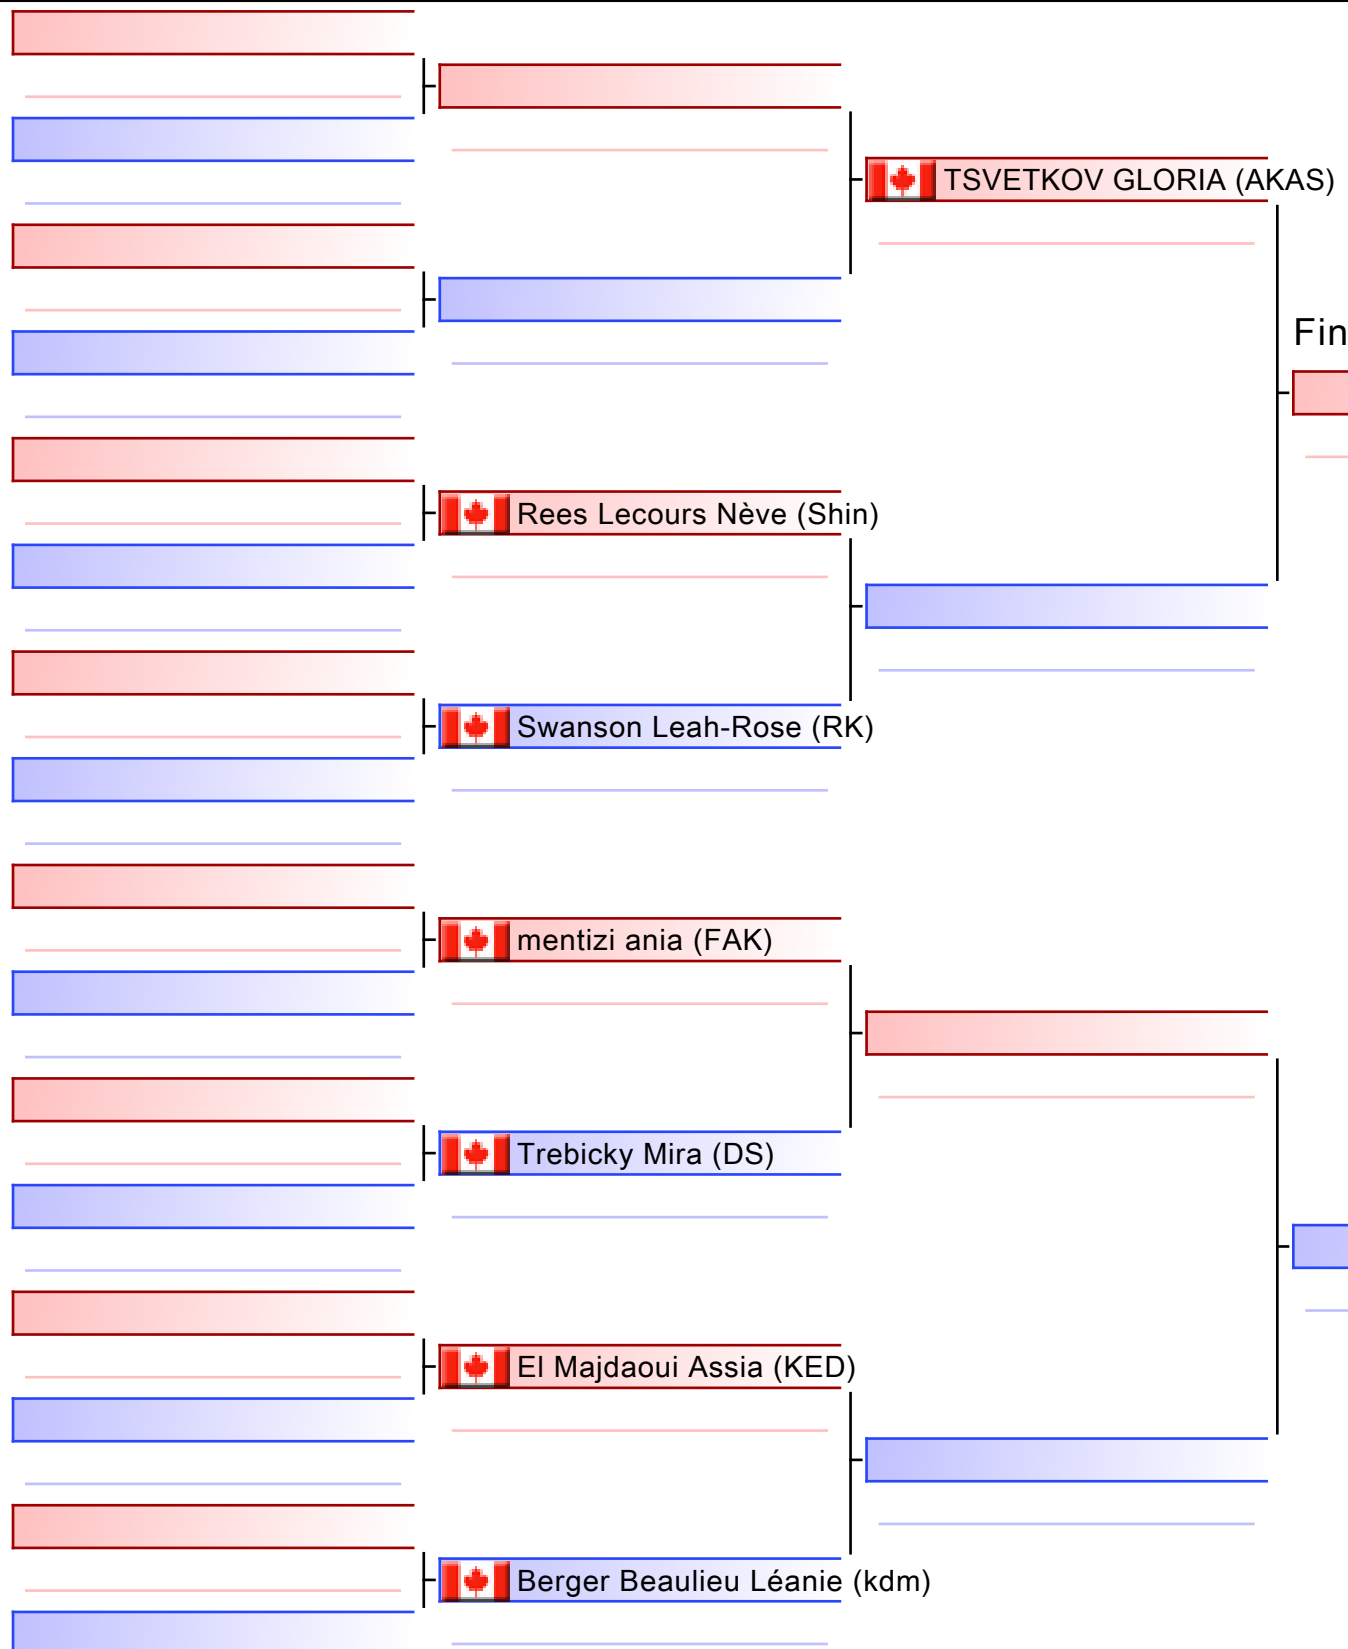 TSVETKOV GLORIA (AKAS)
Fin
Rees Lecours Nève (Shin)
Swanson Leah-Rose (RK)
mentizi ania (FAK)
Trebicky Mira (DS)
El Majdaoui Assia (KED)
Berger Beaulieu Léanie (kdm)